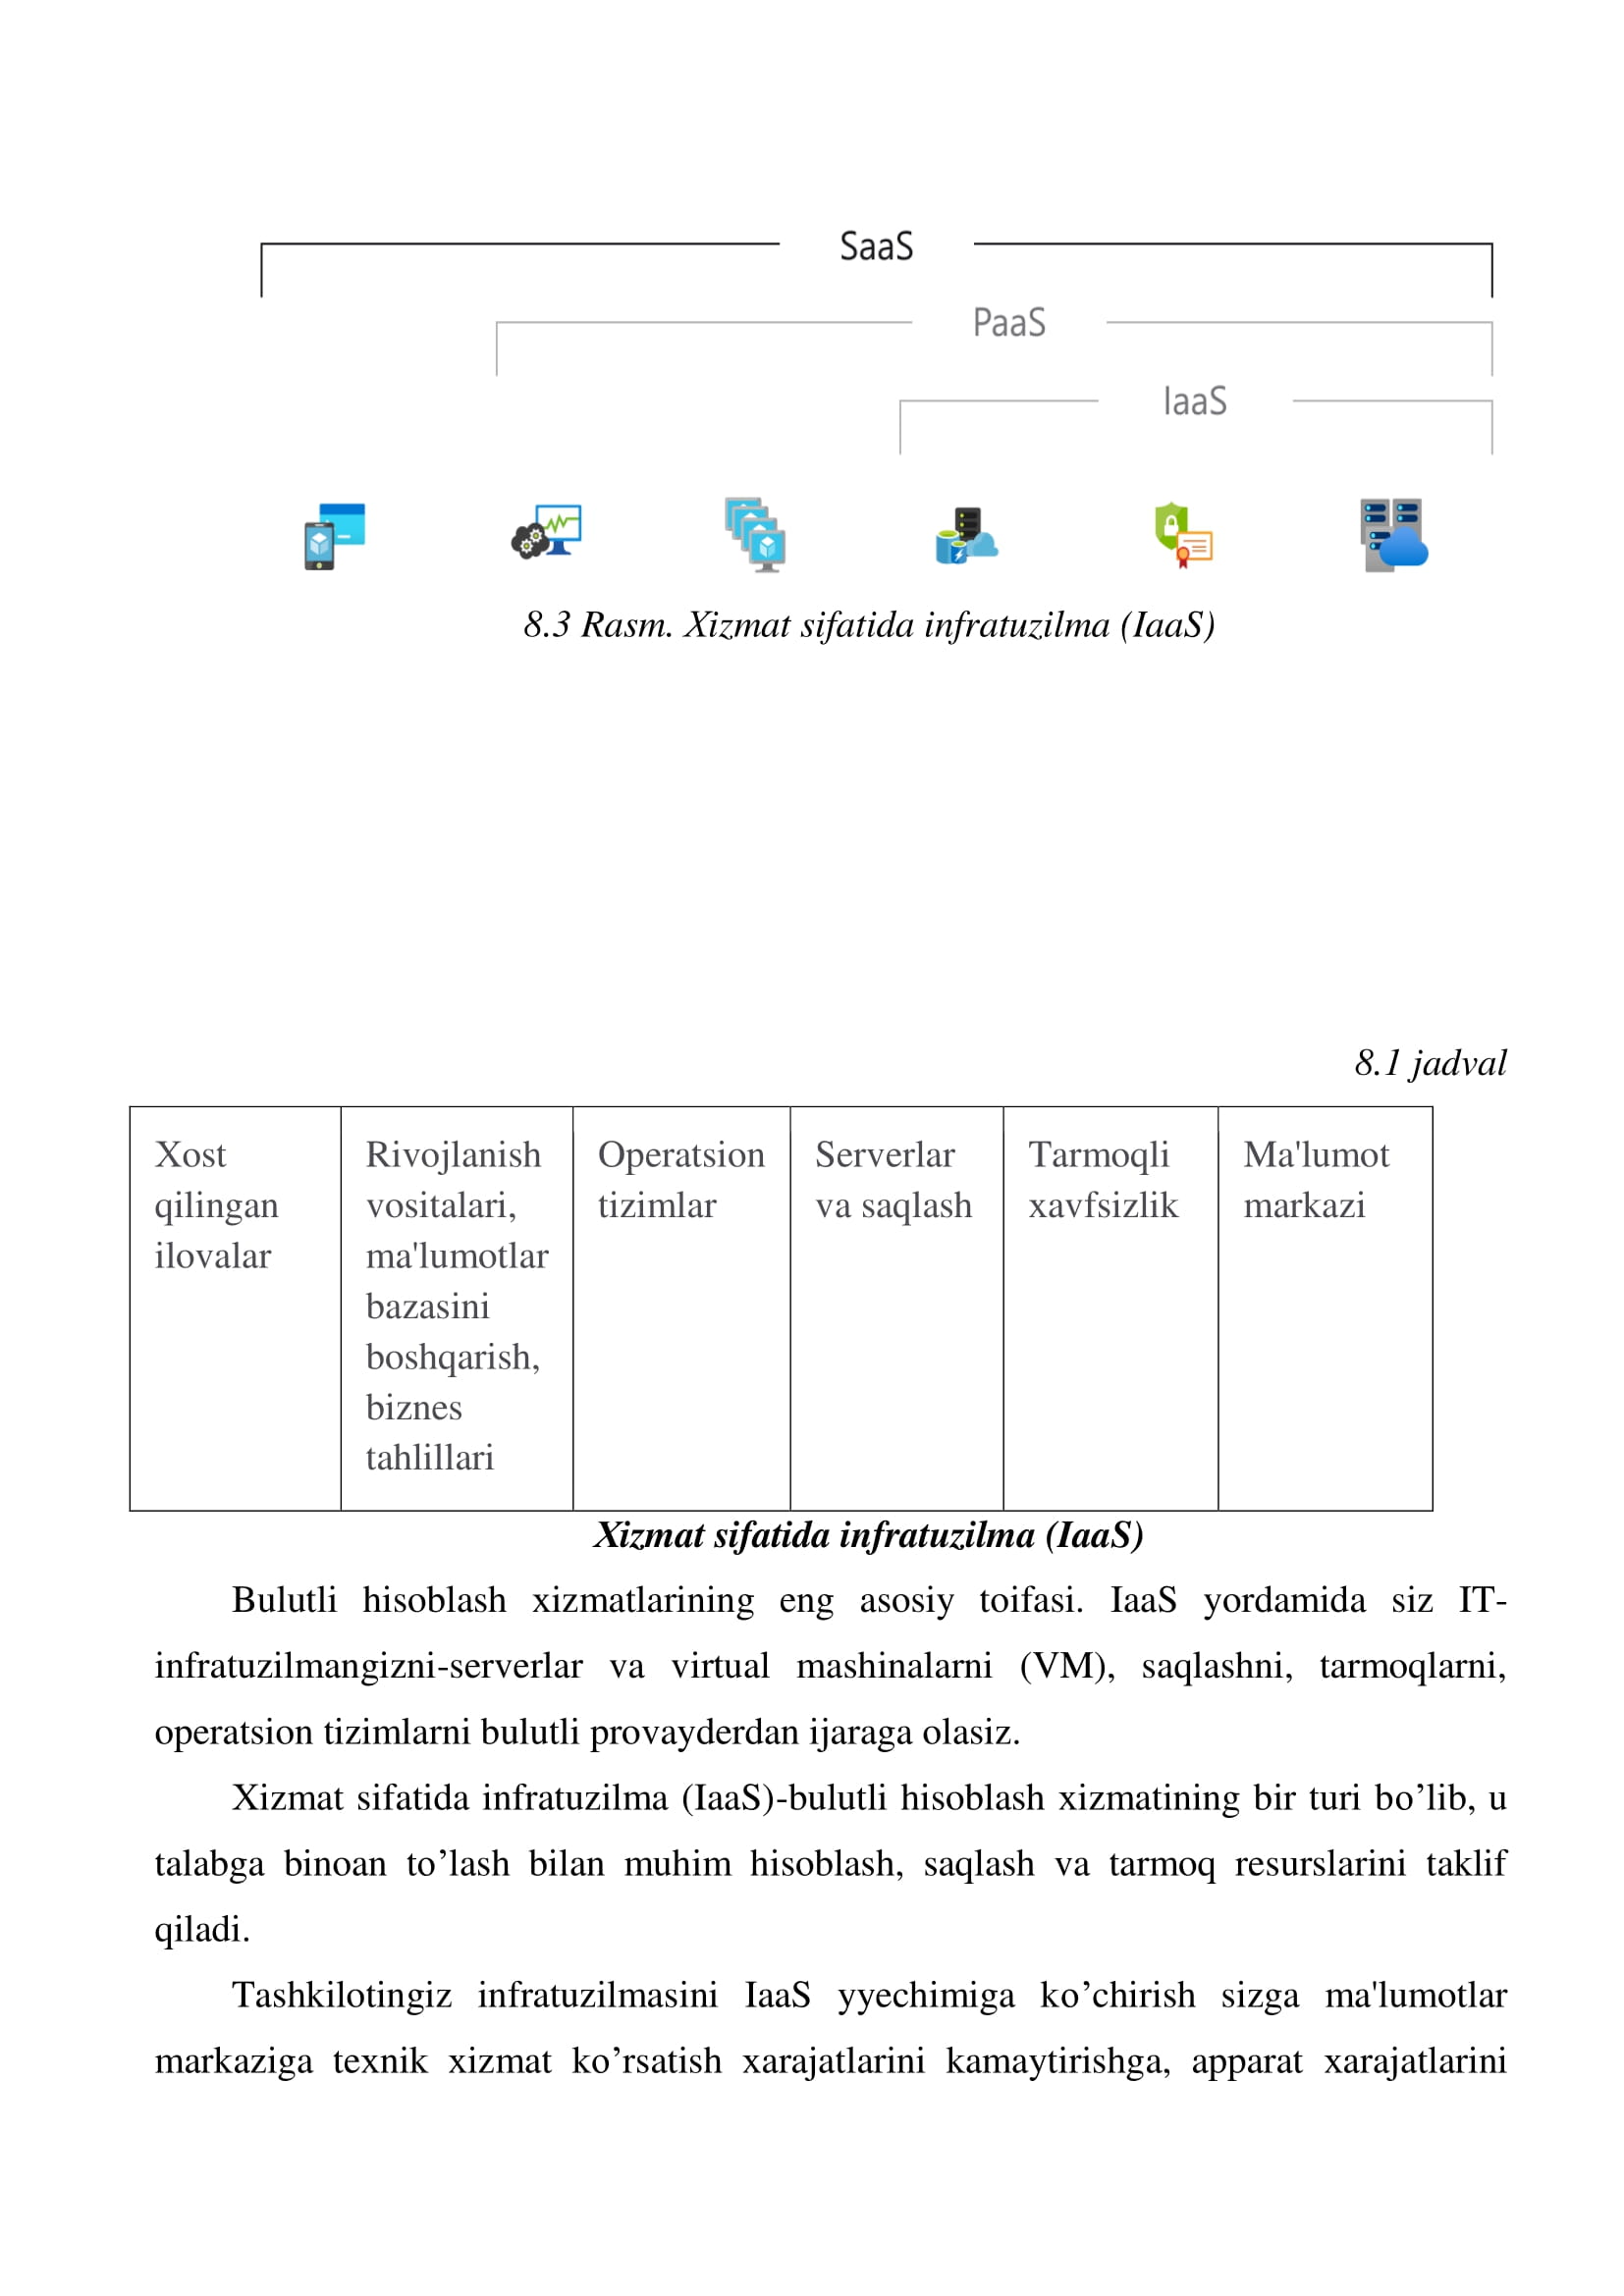 SaaS
PaaS
IaaS
8.3 Rasm. Xizmat sifatida infratuzilma (IaaS)
8.1 jadval
Xost
qilingan
ilovalar
Rivojlanish
vositalari,
ma'lumotlar
bazasini
boshqarish,
biznes
tahlillari
Operatsion
tizimlar
Serverlar
va saqlash
Tarmoqli
xavfsizlik
Ma'lumot
markazi
Xizmat sifatida infratuzilma (IaaS)
Bulutli hisoblash xizmatlarining eng asosiy toifasi. IaaS yordamida siz IT-
infratuzilmangizni-serverlar va virtual mashinalarni (VM), saqlashni, tarmoqlarni,
operatsion tizimlarni bulutli provayderdan ijaraga olasiz.
Xizmat sifatida infratuzilma (IaaS)-bulutli hisoblash xizmatining bir turi bo’lib, u
talabga binoan to’lash bilan muhim hisoblash, saqlash va tarmoq resurslarini taklif
qiladi.
Tashkilotingiz infratuzilmasini IaaS yyechimiga ko’chirish sizga ma'lumotlar
markaziga texnik xizmat ko’rsatish xarajatlarini kamaytirishga, apparat xarajatlarini